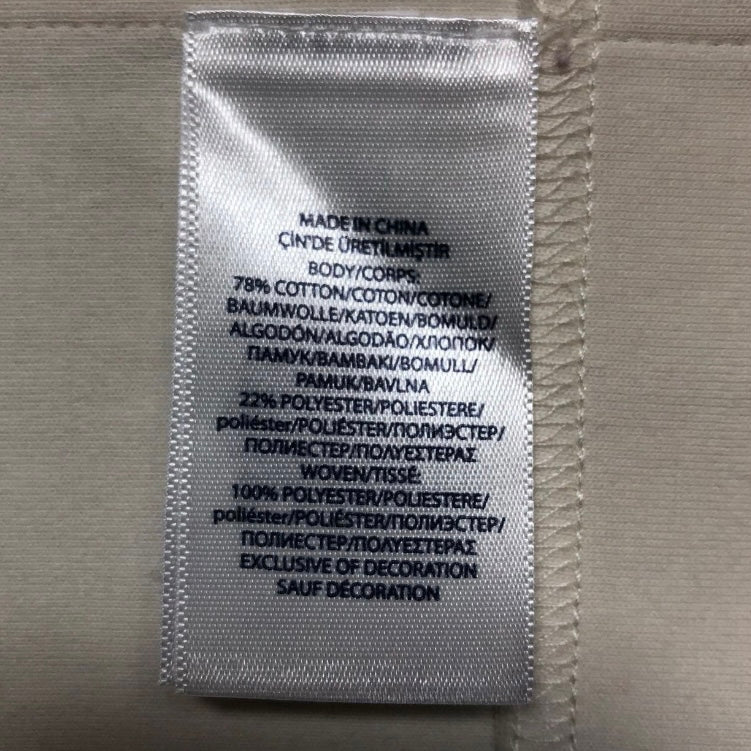 MADE IN CHINA
ÇİN'DE ÜRETİLMİŞTİR
BODY/CORPS:
78% COTTON/COTON/COTONE/
BAUMWOLLE/KATOEN/BOMULD/
ALGODÓN/ALGODÃO/ХЛОПОК/
ПАМУК/ΒΑΜΒΑΚΙ/BOMULL/
PAMUK/BAVLNA
22% POLYESTER/POLIESTERE/
poliéster/POLIÉSTER/ПОЛИЭСТЕР/
ПОЛИЕСТЕР/ΠΟΛΥΕΣΤΕΡΑΣ
WOVEN/TISSÉ:
100% POLYESTER/POLIESTERE/
poliéster/POLIÉSTER/ПОЛИЭСТЕР/
ПОЛИЕСТЕР/ΠΟΛΥΕΣΤΕΡΑΣ
EXCLUSIVE OF DECORATION
SAUF DÉCORATION